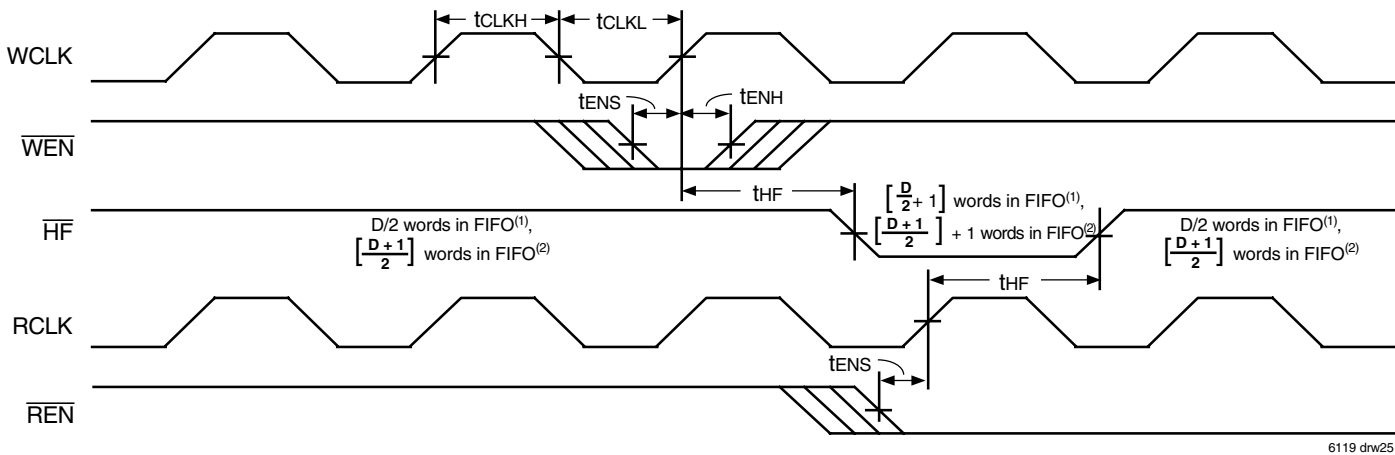 tCLKH
tCLKL
WCLK
tENS
tENH
WEN
tHF
HF
D/2 words in FIFO(1),
[D + 1 / 2] words in FIFO(2)
[D/2 + 1] words in FIFO(1),
[D + 1 / 2] + 1 words in FIFO(2)
D/2 words in FIFO(1),
[D + 1 / 2] words in FIFO(2)
tHF
RCLK
tENS
REN
6119 drw25